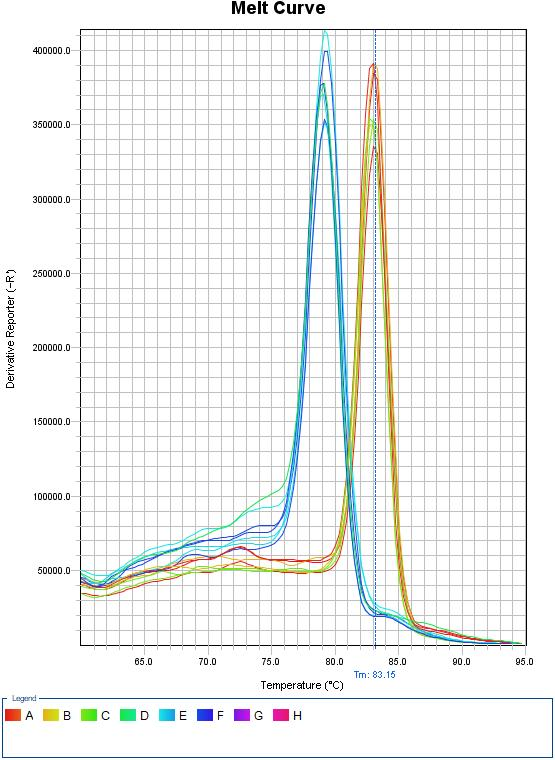 Melt Curve
400000.0
350000.0
300000.0
250000.0
200000.0
150000.0
100000.0
50000.0
Derivative Reporter (-R')
65.0 70.0 75.0 80.0 85.0 90.0 95.0
Tm: 83.15
Temperature (°C)
Legend
A B C D E F G H